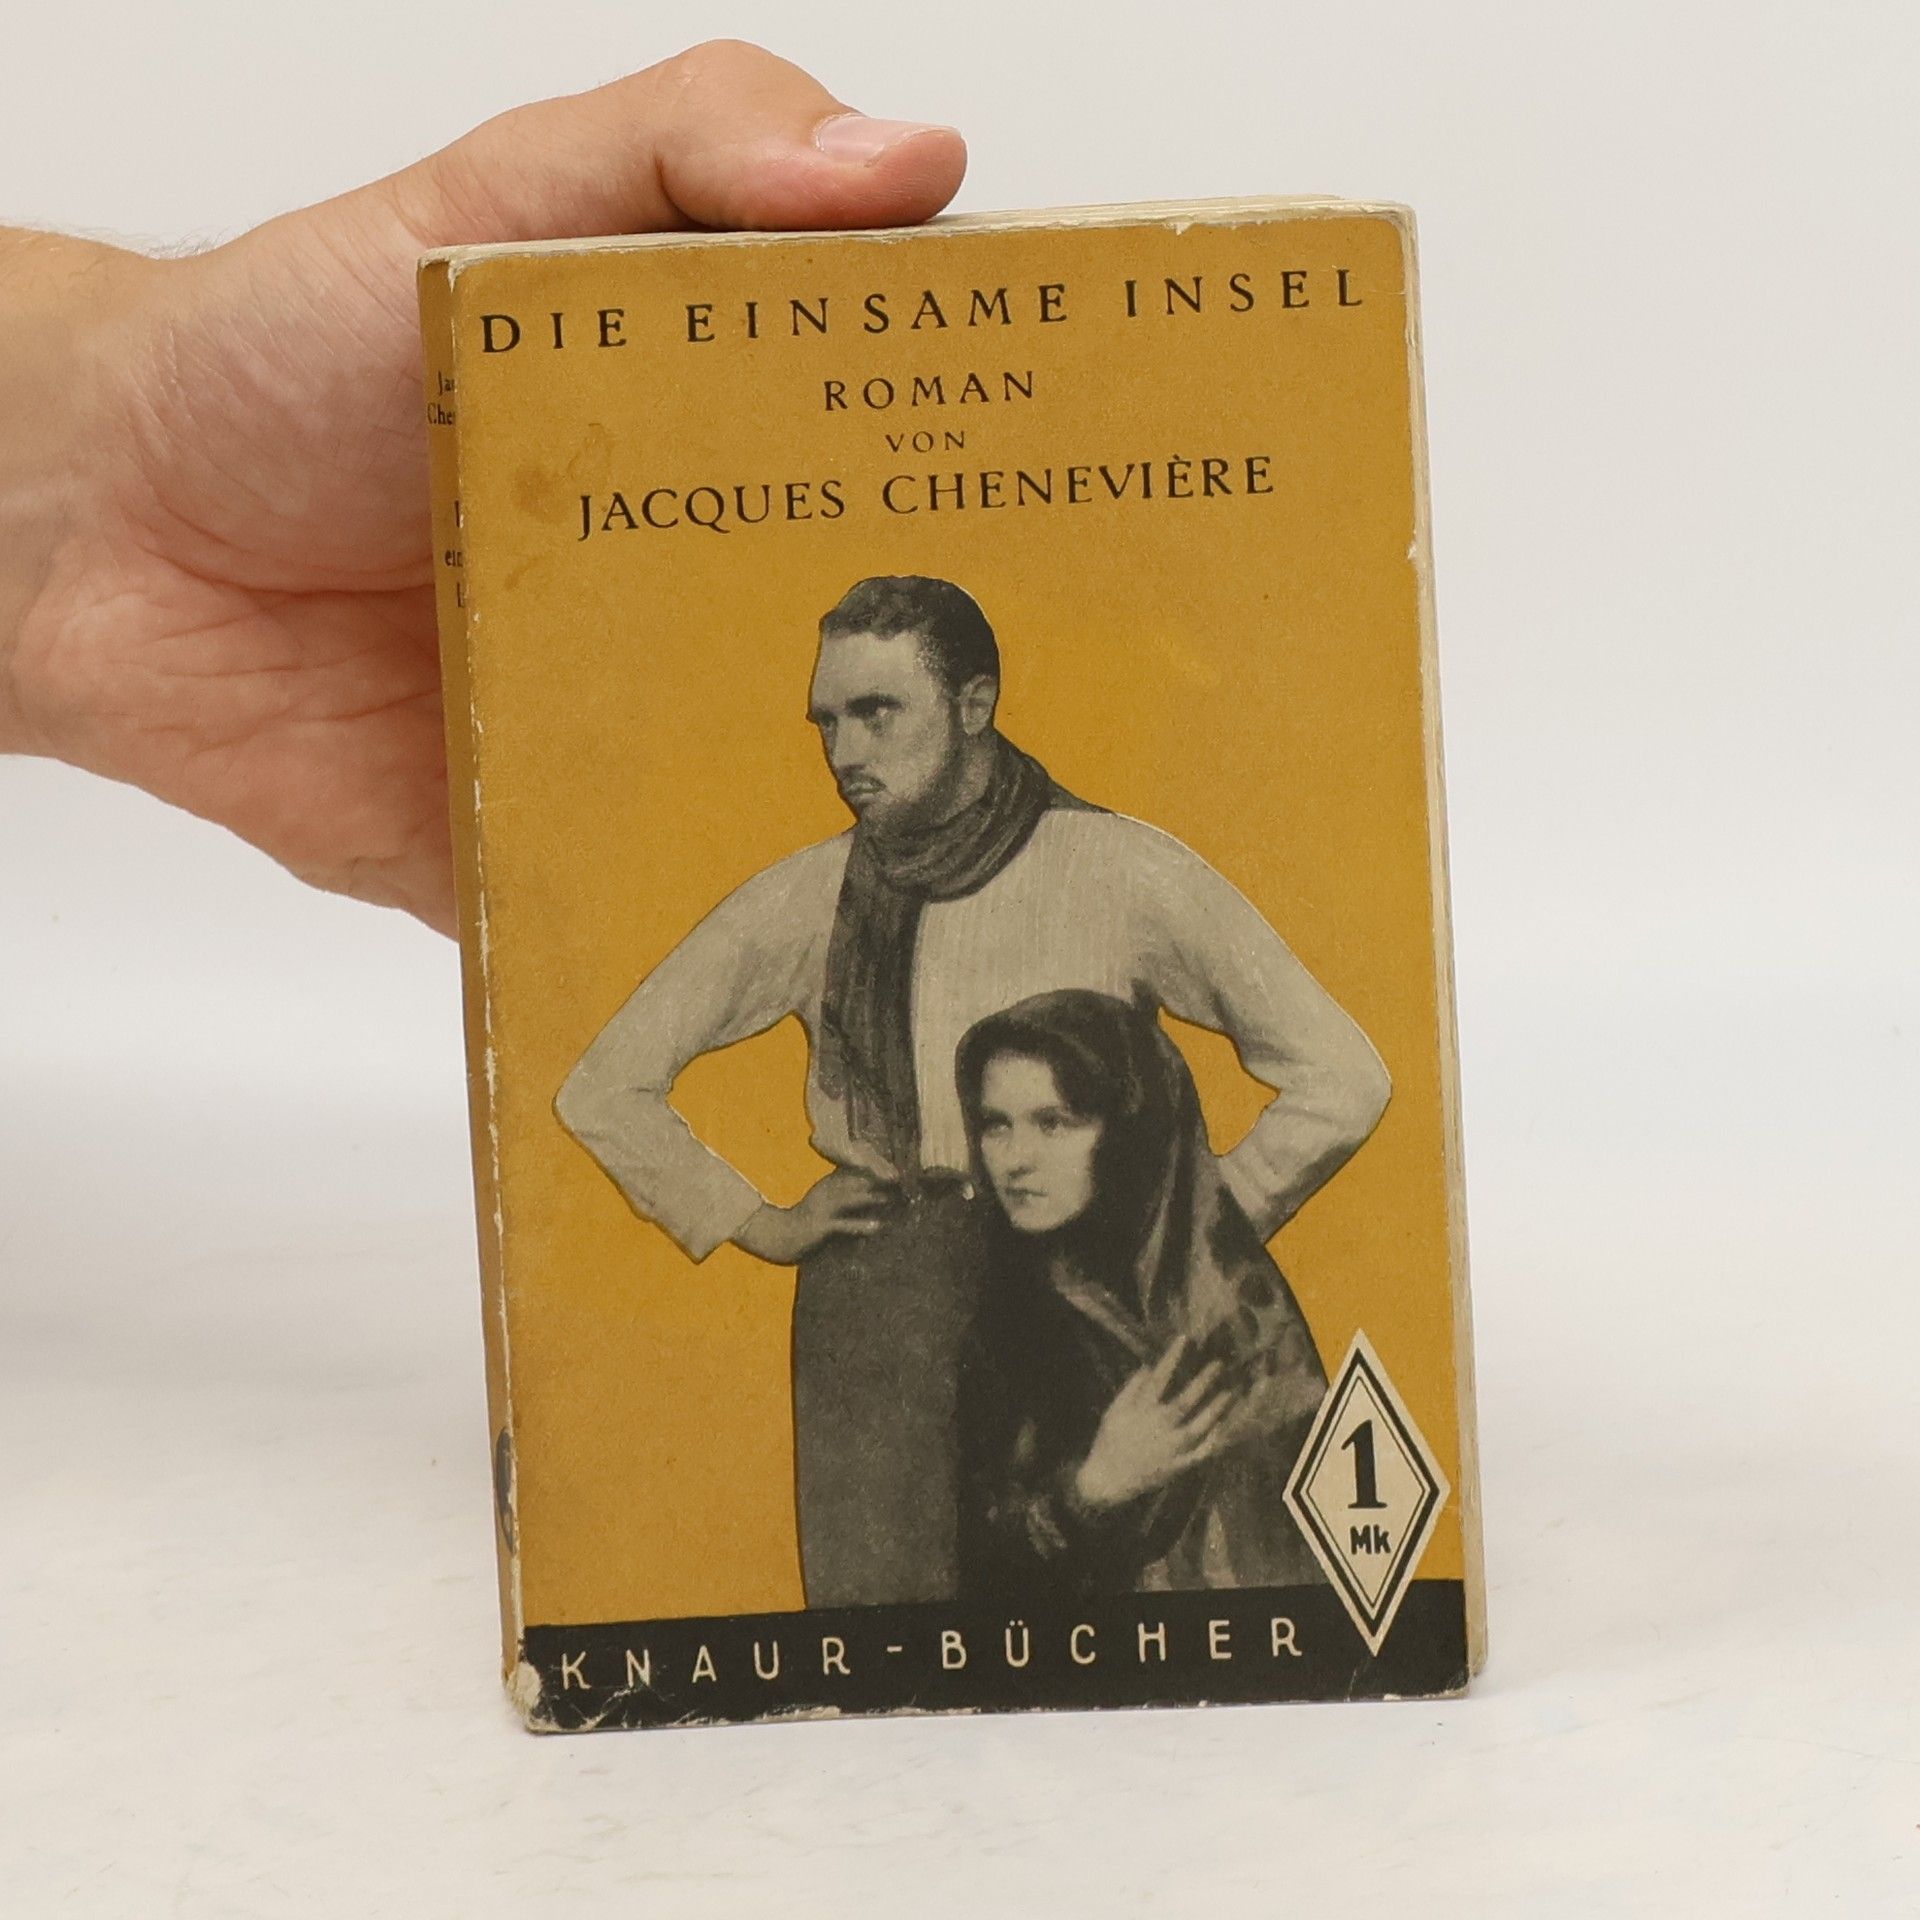 DIE EINSAME INSEL
ROMAN
VON
JACQUES CHENEVIÈRE
1
Mk
KNAUR-BÜCHER